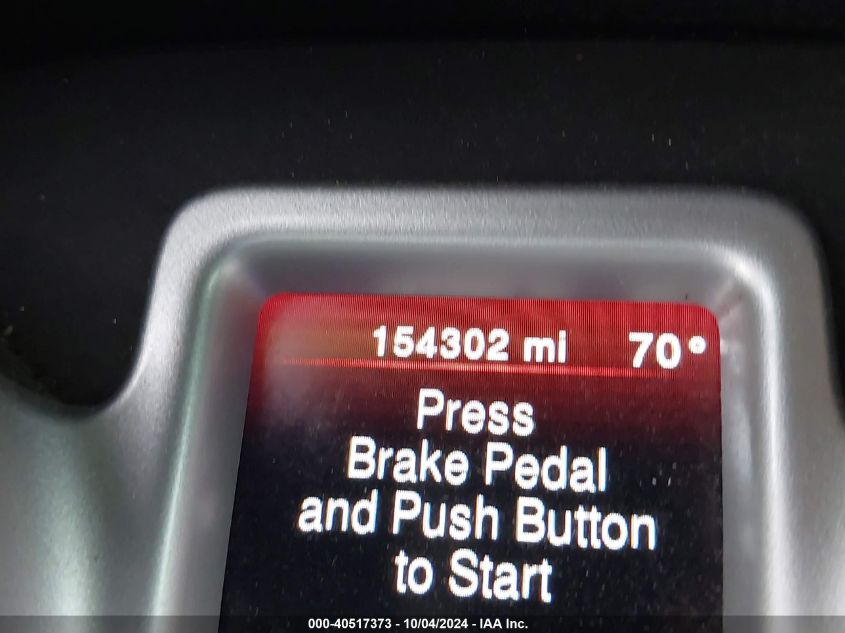 154302 mi 70°
Press
Brake Pedal
and Push Button
to Start
000-40517373 - 10/04/2024 - IAA Inc.